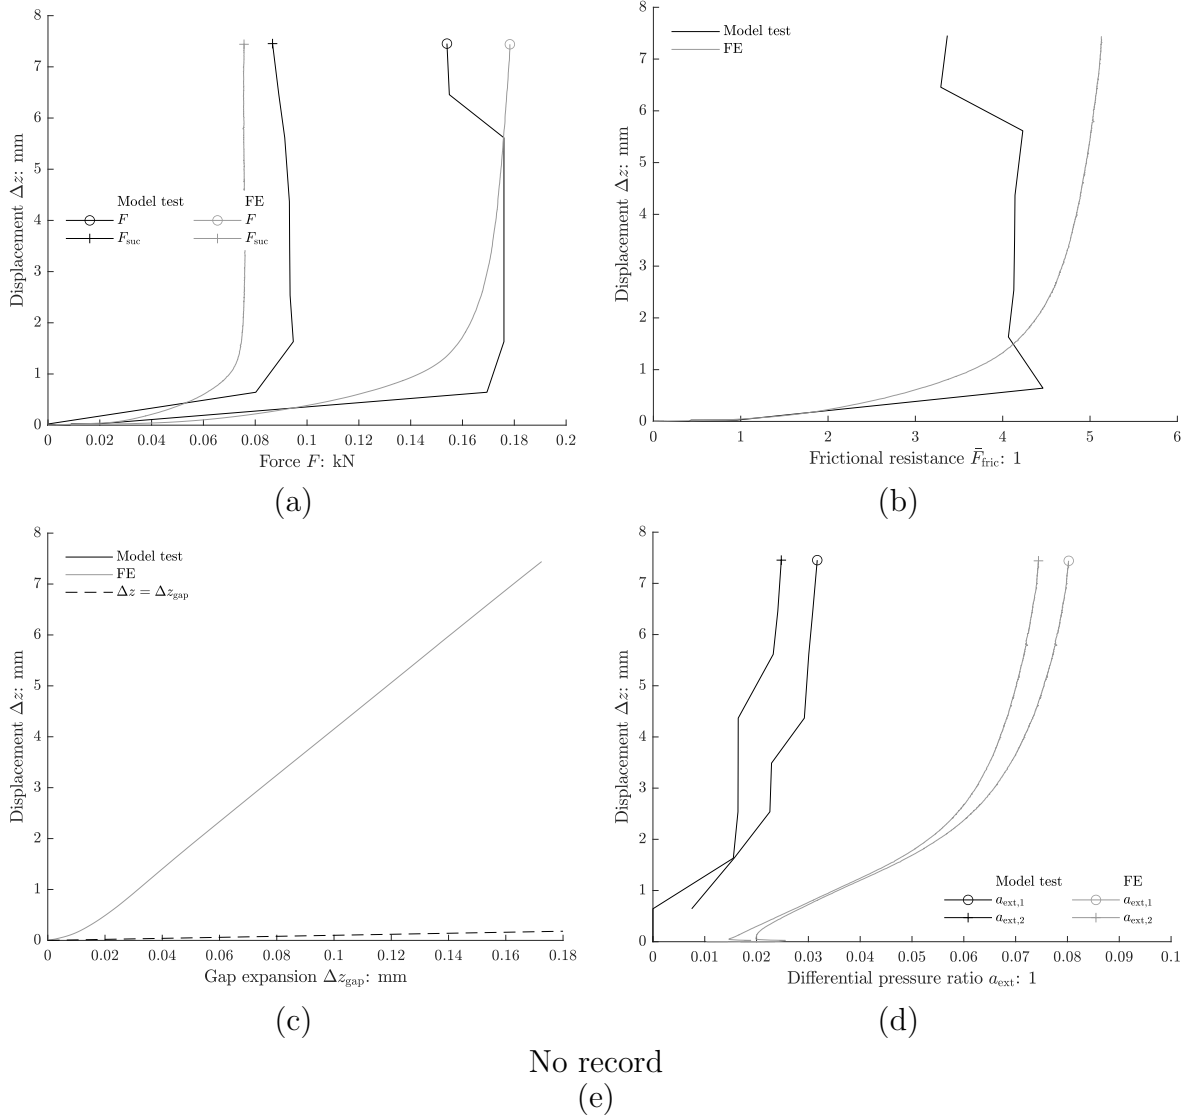 8
7
6
5
4
3
2
1
0
Displacement Δz: mm
Model test FE
F F
F_suc F_suc
0 0.02 0.04 0.06 0.08 0.1 0.12 0.14 0.16 0.18 0.2
Force F: kN
(a)
8
7
6
5
4
3
2
1
0
Displacement Δz: mm
Model test
FE
0 1 2 3 4 5 6
Frictional resistance F̄_fric: 1
(b)
8
7
6
5
4
3
2
1
0
Displacement Δz: mm
Model test
FE
Δz = Δz_gap
0 0.02 0.04 0.06 0.08 0.1 0.12 0.14 0.16 0.18
Gap expansion Δz_gap: mm
(c)
8
7
6
5
4
3
2
1
0
Displacement Δz: mm
Model test FE
a_ext,1 a_ext,1
a_ext,2 a_ext,2
0 0.01 0.02 0.03 0.04 0.05 0.06 0.07 0.08 0.09 0.1
Differential pressure ratio a_ext: 1
(d)
No record
(e)